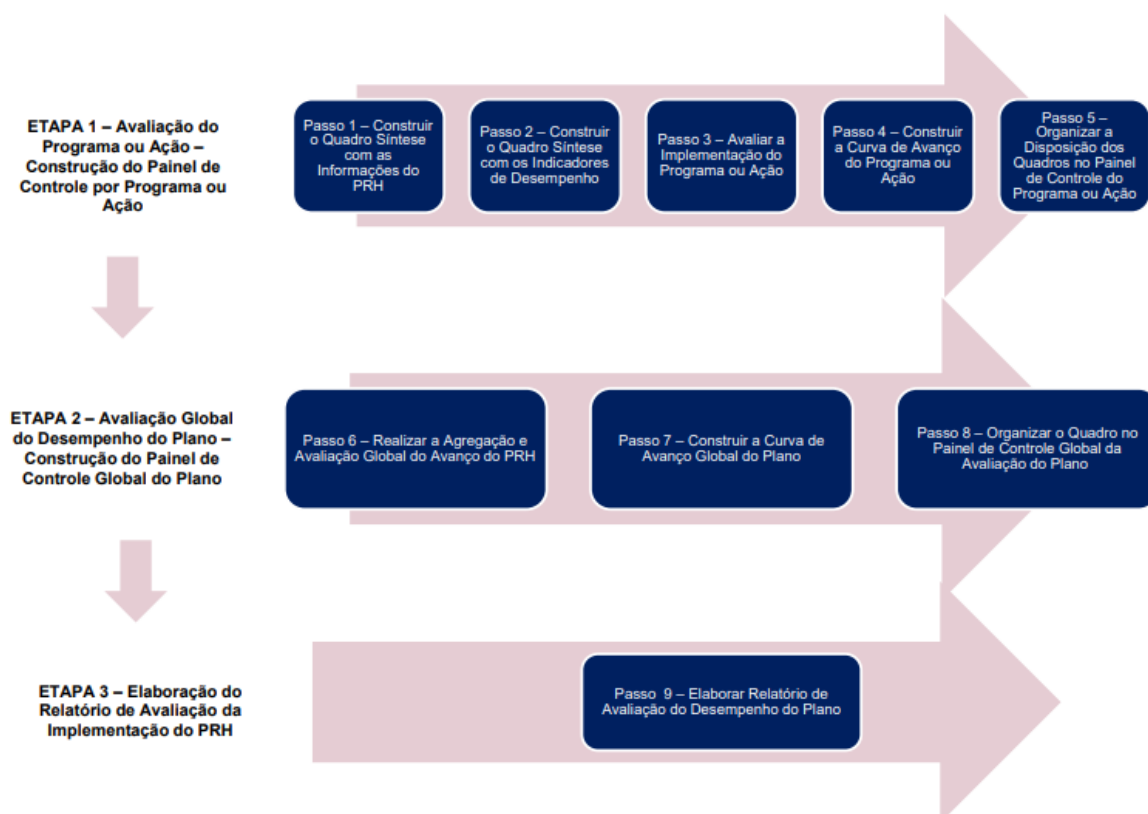 ETAPA 1 – Avaliação do
Programa ou Ação –
Construção do Painel de
Controle por Programa ou
Ação
Passo 1 – Construir
o Quadro Síntese
com as
Informações do
PRH
Passo 2 – Construir
o Quadro Síntese
com os Indicadores
de Desempenho
Passo 3 – Avaliar a
Implementação do
Programa ou Ação
Passo 4 – Construir
a Curva de Avanço
do Programa ou
Ação
Passo 5 –
Organizar a
Disposição dos
Quadros no Painel
de Controle do
Programa ou Ação
ETAPA 2 – Avaliação Global
do Desempenho do Plano –
Construção do Painel de
Controle Global do Plano
Passo 6 – Realizar a Agregação e
Avaliação Global do Avanço do PRH
Passo 7 – Construir a Curva de
Avanço Global do Plano
Passo 8 – Organizar o Quadro no
Painel de Controle Global da
Avaliação do Plano
ETAPA 3 – Elaboração do
Relatório de Avaliação da
Implementação do PRH
Passo 9 – Elaborar Relatório de
Avaliação do Desempenho do Plano